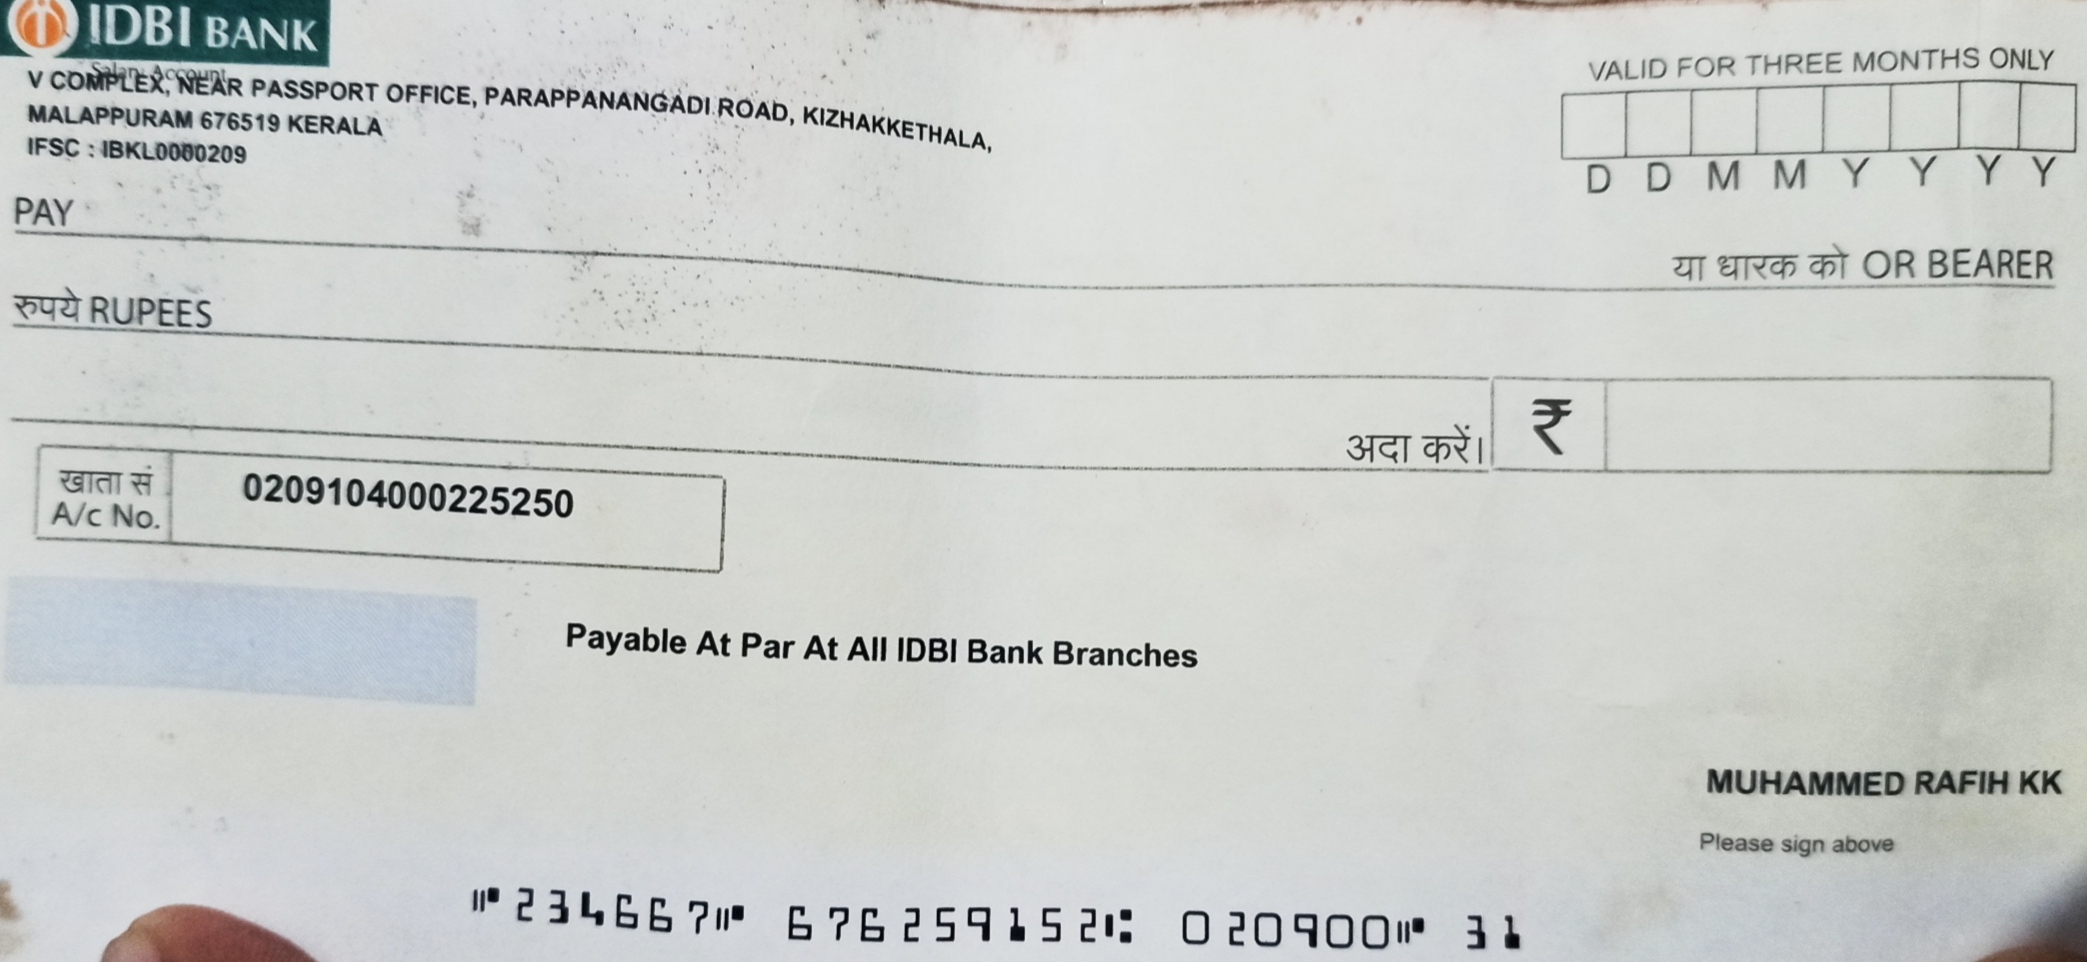 IDBI BANK
Salary Account
V COMPLEX, NEAR PASSPORT OFFICE, PARAPPANANGADI ROAD, KIZHAKKETHALA,
MALAPPURAM 676519 KERALA
IFSC : IBKL0000209
VALID FOR THREE MONTHS ONLY
D D M M Y Y Y Y
PAY
या धारक को OR BEARER
रुपये RUPEES
अदा करें। ₹
खाता सं
A/c No. 0209104000225250
Payable At Par At All IDBI Bank Branches
MUHAMMED RAFIH KK
Please sign above
⑈234667⑈ 676259152⑆ 020900⑈ 31